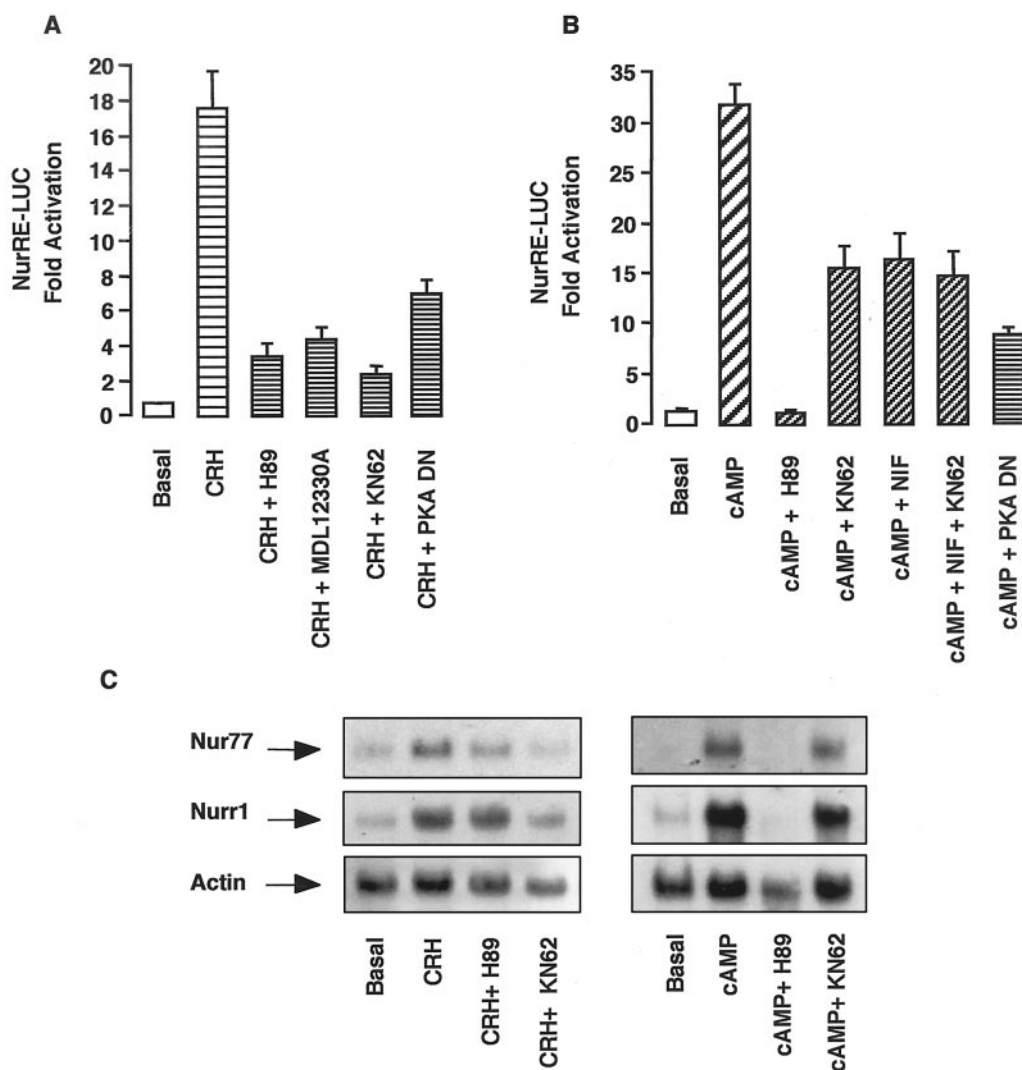 A
NurRE-LUC
Fold Activation
20
18
16
14
12
10
8
6
4
2
0
Basal
CRH
CRH + H89
CRH + MDL12330A
CRH + KN62
CRH + PKA DN
B
NurRE-LUC
Fold Activation
35
30
25
20
15
10
5
0
Basal
cAMP
cAMP + H89
cAMP + KN62
cAMP + NIF
cAMP + NIF + KN62
cAMP + PKA DN
C
Nur77
Nurr1
Actin
Basal
CRH
CRH+ H89
CRH+ KN62
Basal
cAMP
cAMP+ H89
cAMP+ KN62